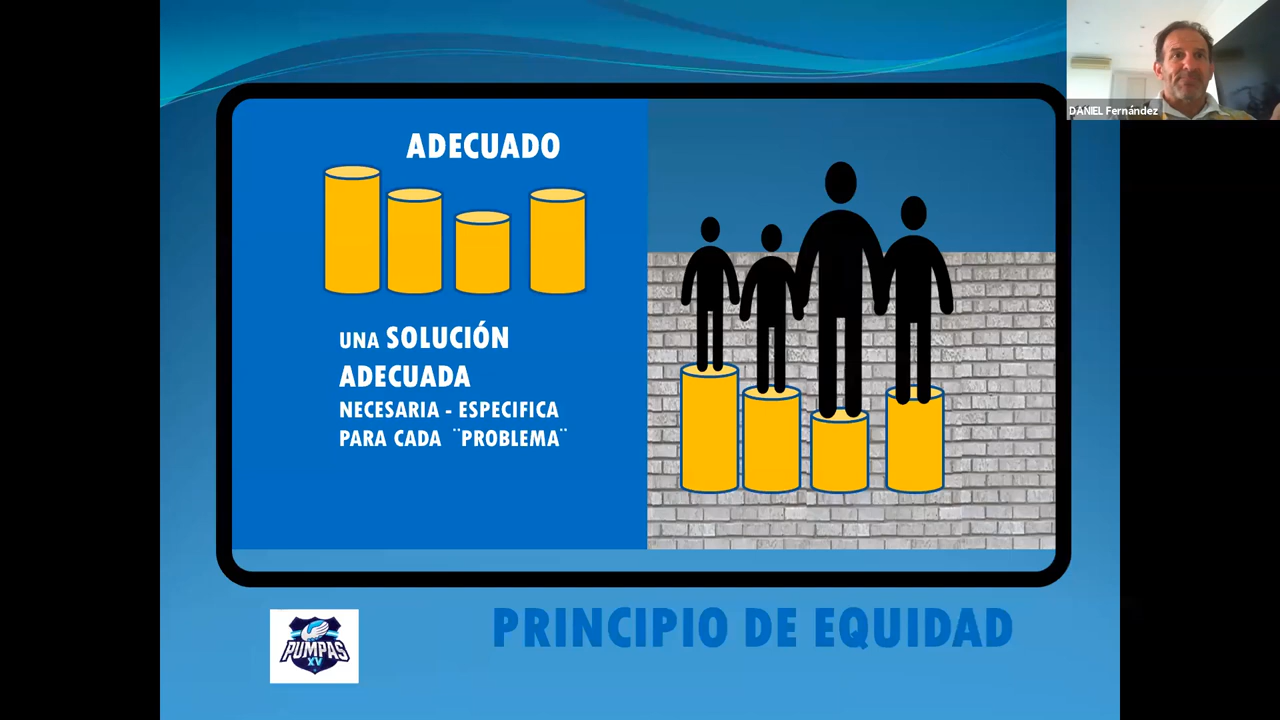 DANIEL Fernández
ADECUADO
UNA SOLUCIÓN
ADECUADA
NECESARIA - ESPECIFICA
PARA CADA ¨PROBLEMA¨
PUMPAS
XV
PRINCIPIO DE EQUIDAD